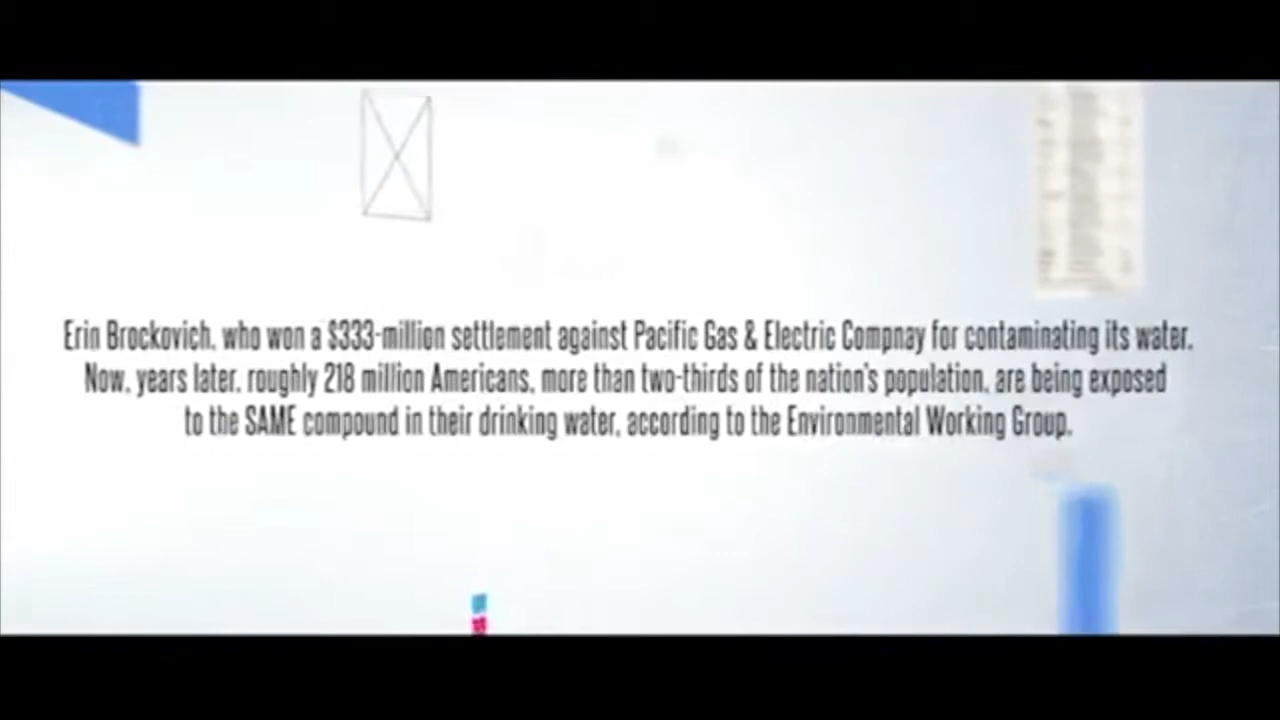 Erin Brockovich, who won a $333-million settlement against Pacific Gas & Electric Compnay for contaminating its water.
Now, years later, roughly 218 million Americans, more than two-thirds of the nation's population, are being exposed
to the SAME compound in their drinking water, according to the Environmental Working Group.